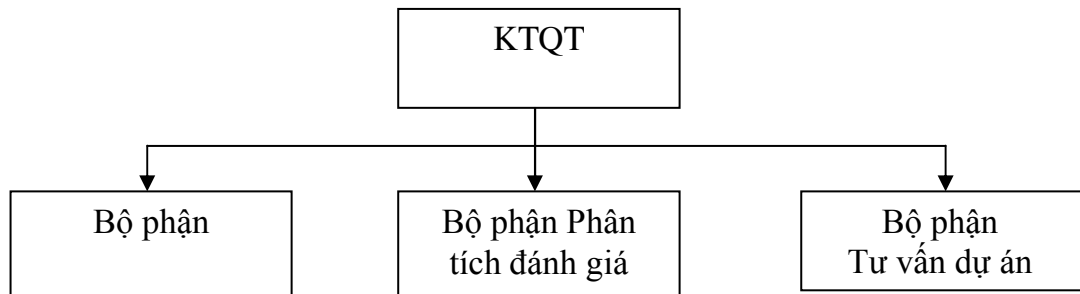 KTQT
Bộ phận
Bộ phận Phân
tích đánh giá
Bộ phận
Tư vấn dự án